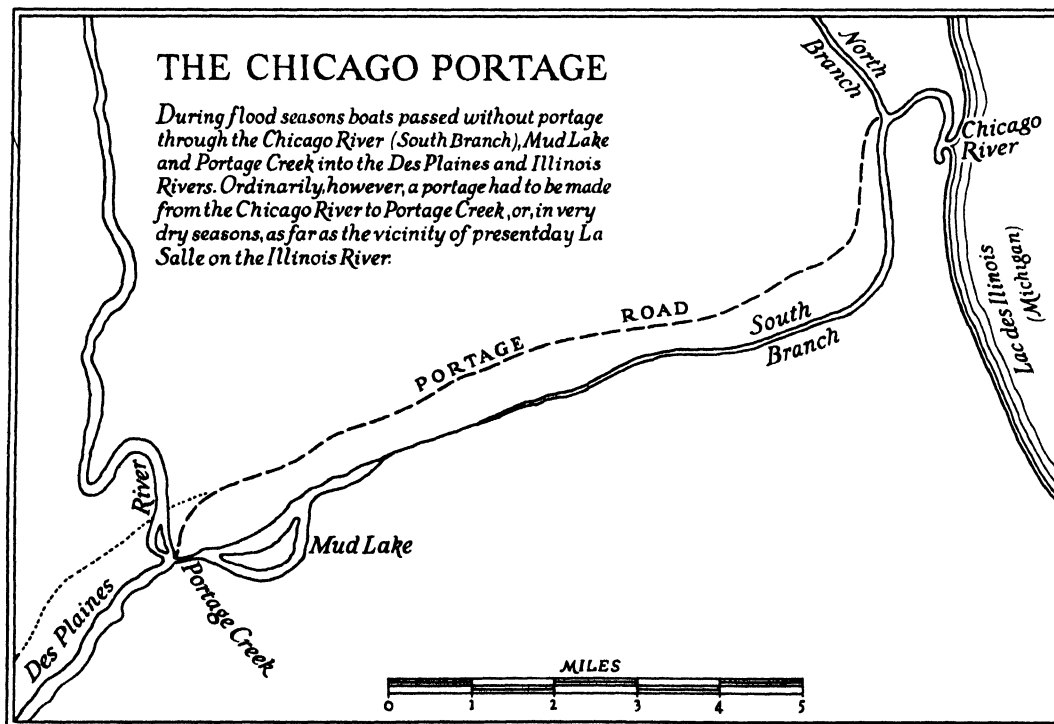 THE CHICAGO PORTAGE
During flood seasons boats passed without portage
through the Chicago River (South Branch), Mud Lake
and Portage Creek into the Des Plaines and Illinois
Rivers. Ordinarily, however, a portage had to be made
from the Chicago River to Portage Creek, or, in very
dry seasons, as far as the vicinity of presentday La
Salle on the Illinois River.
North
Branch
Chicago
River
Lac des Ilinois
(Michigan)
PORTAGE ROAD
South
Branch
River
Mud Lake
Des Plaines
Portage Creek
MILES
0 1 2 3 4 5